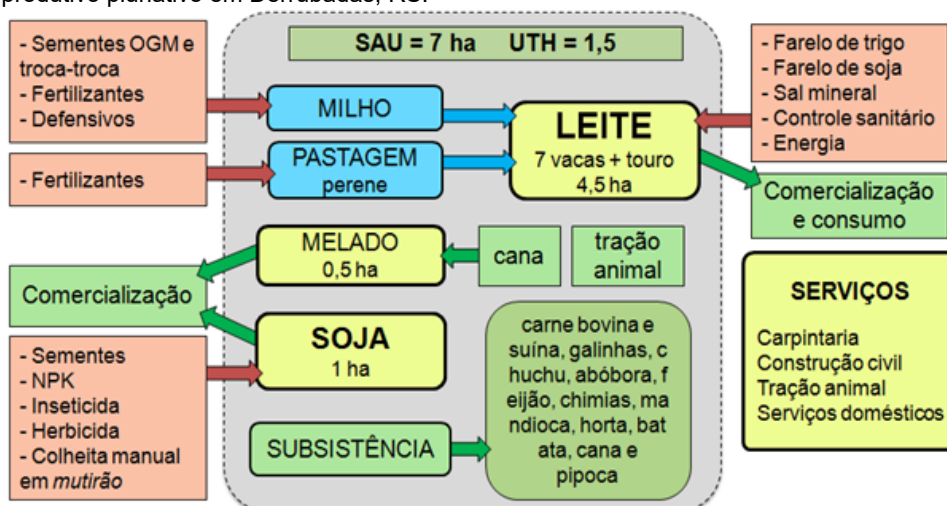 produtivo pluriativo em Derrubadas, RS.
SAU = 7 ha UTH = 1,5
- Sementes OGM e
troca-troca
- Fertilizantes
- Defensivos
- Fertilizantes
MILHO
PASTAGEM
perene
LEITE
7 vacas + touro
4,5 ha
- Farelo de trigo
- Farelo de soja
- Sal mineral
- Controle sanitário
- Energia
Comercialização
e consumo
MELADO
0,5 ha
cana
tração
animal
Comercialização
SOJA
1 ha
- Sementes
- NPK
- Inseticida
- Herbicida
- Colheita manual
em mutirão
SUBSISTÊNCIA
carne bovina e
suína, galinhas, c
huchu, abóbora, f
eijão, chimias, ma
ndioca, horta, bat
ata, cana e
pipoca
SERVIÇOS
Carpintaria
Construção civil
Tração animal
Serviços domésticos